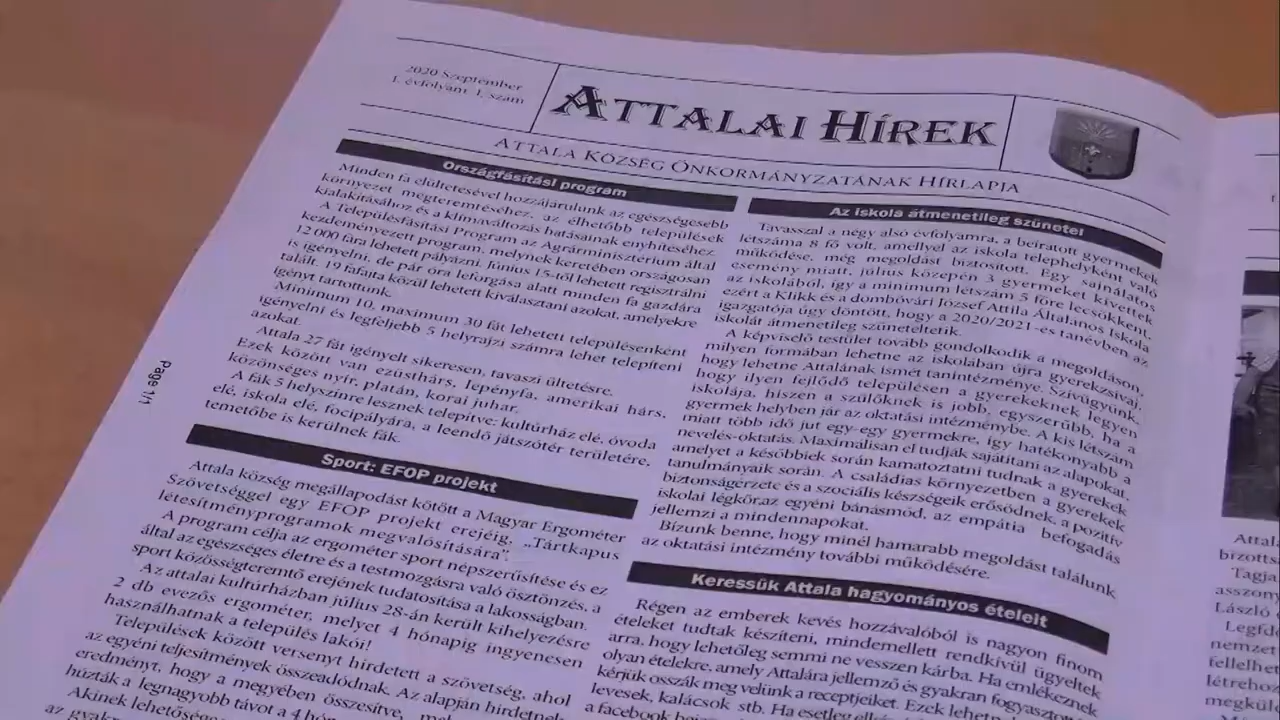 2020 Szeptember
I. évfolyam 1. szám
ATTALAI HÍREK
ATTALA KÖZSÉG ÖNKORMÁNYZATÁNAK HÍRLAPJA
Országfásítási program
Minden fa elültetésével hozzájárulunk az egészségesebb
környezet megteremtéséhez, az élhetőbb települések
kialakításához és a klímaváltozás hatásainak enyhítéséhez.
A Településfásítási Program az Agrárminisztérium által
kezdeményezett program, melynek keretében országosan
12 000 fára lehetett pályázni. Június 15-től lehetett regisztrálni
is igényelni, de pár óra leforgása alatt minden fa gazdára
talált. 19 fafajta közül lehetett kiválasztani azokat, amelyekre
igényt tartottunk.
Minimum 10, maximum 30 fát lehetett településenként
igényelni és legfeljebb 5 helyrajzi számra lehet telepíteni
azokat.
Attala 27 fát igényelt sikeresen, tavaszi ültetésre.
Ezek között van ezüsthárs, lepényfa, amerikai hárs,
közönséges nyír, platán, korai juhar.
A fák 5 helyszínre lesznek telepítve: kultúrház elé, óvoda
elé, iskola elé, focipályára, a leendő játszótér területére,
temetőbe is kerülnek fák.
Page 1/1
Sport: EFOP projekt
Attala község megállapodást kötött a Magyar Ergométer
Szövetséggel egy EFOP projekt erejéig, „Tártkapus
létesítményprogramok megvalósítására”.
A program célja az ergométer sport népszerűsítése és ez
által az egészséges életre és a testmozgásra való ösztönzés, a
sport közösségteremtő erejének tudatosítása a lakosságban.
Az attalai kultúrházban július 28-án került kihelyezésre
2 db evezős ergométer, melyet 4 hónapig ingyenesen
használhatnak a település lakói!
Települések között versenyt hirdetett a szövetség, ahol
az egyéni teljesítmények összeadódnak. Az alapján hirdetnek
eredményt, hogy a megyében összesítve,
húzták a legnagyobb távot a 4
Akinek lehetősége
az
Az iskola átmenetileg szünetel
Tavasszal a négy alsó évfolyamra, a beíratott gyermekek
létszáma 8 fő volt, amellyel az iskola telephelyként való
működése, még megoldást biztosított. Egy sajnálatos
esemény miatt, július közepén 3 gyermeket kivettek
az iskolából, így a minimum létszám 5 főre lecsökkent,
ezért a Klikk és a dombóvári József Attila Általános Iskola
igazgatója úgy döntött, hogy a 2020/2021-es tanévben az
iskolát átmenetileg szüneteltetik.
A képviselő testület tovább gondolkodik a megoldáson,
milyen formában lehetne az iskolában újra gyerekzsivaj,
hogy lehetne Attalának ismét tanintézménye. Szívügyünk,
hogy ilyen fejlődő településen a gyerekeknek legyen
iskolája, hiszen a szülőknek is jobb, egyszerűbb, ha a
gyermek helyben jár az oktatási intézménybe. A kis létszám
miatt több idő jut egy-egy gyermekre, így hatékonyabb a
nevelés-oktatás. Maximálisan el tudják sajátítani az alapokat,
amelyet a későbbiek során kamatoztatni tudnak a gyerekek
tanulmányaik során. A családias környezetben a gyerekek
biztonságérzete és a szociális készségeik erősödnek, a pozitív
iskolai légkör,az egyéni bánásmód, az empátia befogadás
jellemzi a mindennapokat.
Bízunk benne, hogy minél hamarabb megoldást találunk
az oktatási intézmény további működésére.
Keressük Attala hagyományos ételeit
Régen az emberek kevés hozzávalóból is nagyon finom
ételeket tudtak készíteni, mindemellett rendkívül ügyeltek
arra, hogy lehetőleg semmi ne vesszen kárba. Ha emlékeznek
olyan ételekre, amely Attalára jellemző és gyakran fogyasztott
kérjük osszák meg velünk a receptjeiket. Ezek
levesek, kalácsok stb. Ha esetleg
a facebook
Attala
bizotts
Tagja
asszony
László
Legfő
nemzet
fellelhet
létrehoz
megkül